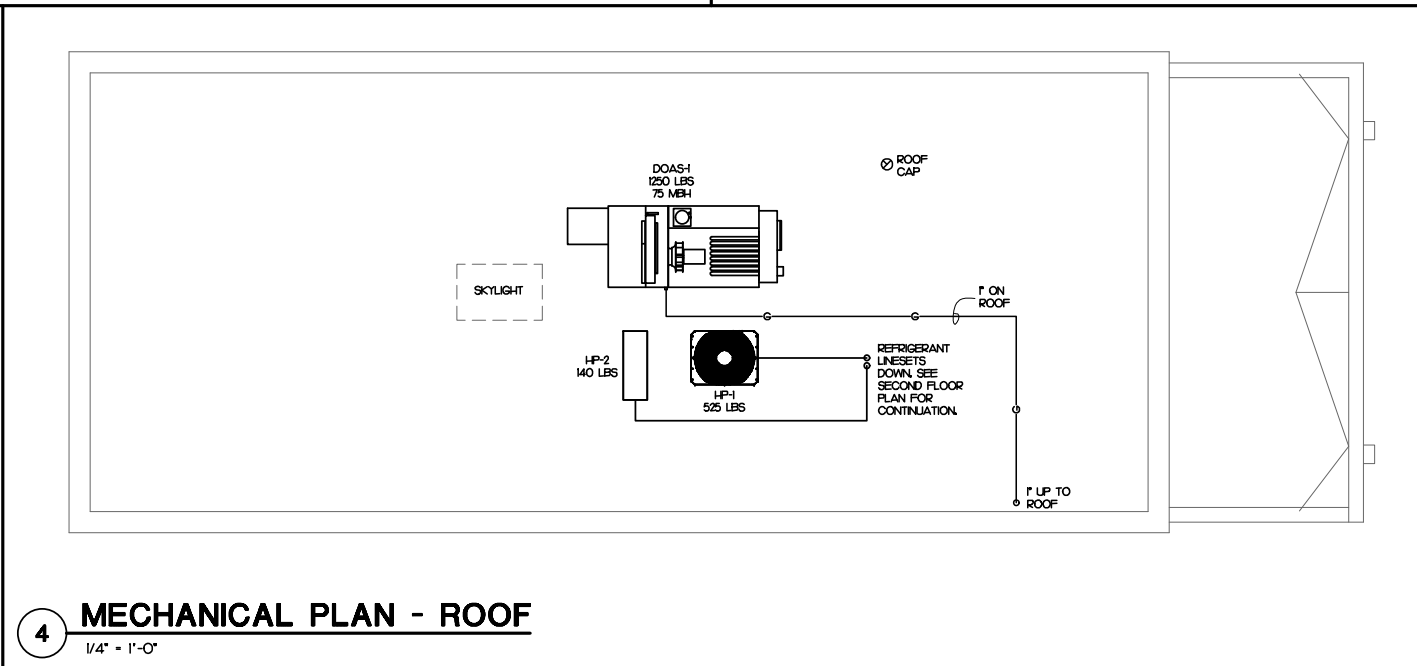 DOAS-1
1250 LBS
75 MBH
ROOF
CAP
SKYLIGHT
1" ON
ROOF
G
G
HP-2
140 LBS
HP-1
525 LBS
REFRIGERANT
LINESETS
DOWN. SEE
SECOND FLOOR
PLAN FOR
CONTINUATION.
G
1" UP TO
ROOF
4
MECHANICAL PLAN - ROOF
1/4" = 1'-0"